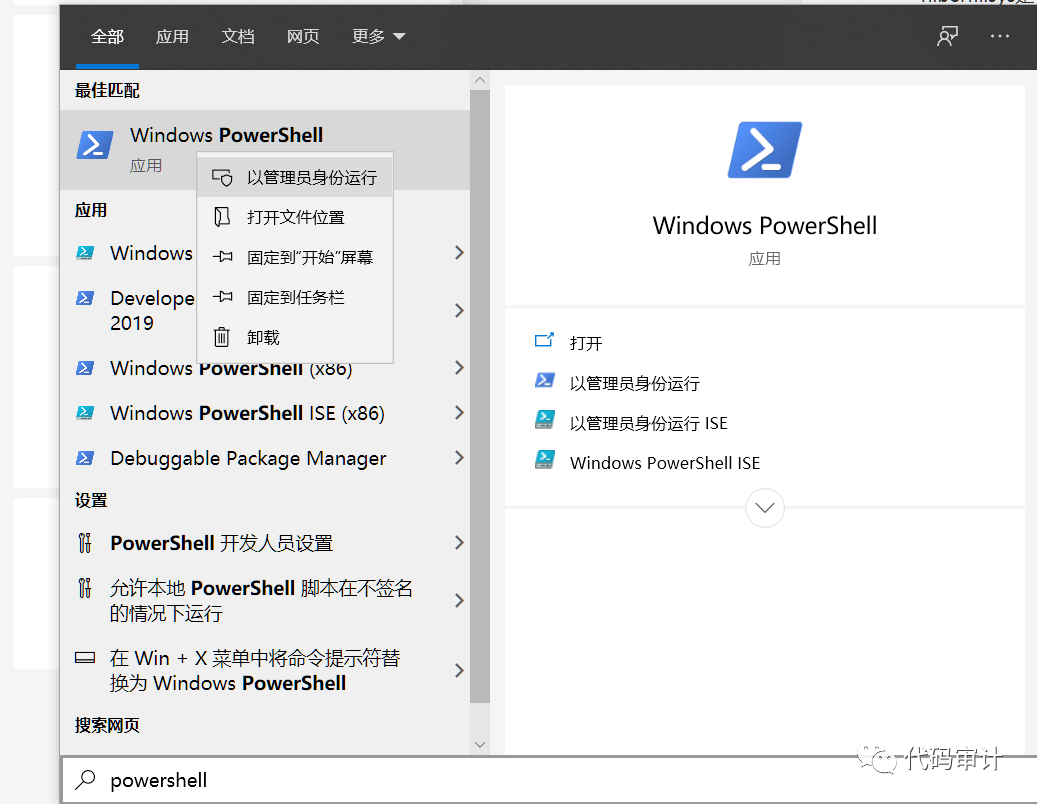 全部 应用 文档 网页 更多
最佳匹配
Windows PowerShell
应用
以管理员身份运行
打开文件位置
固定到“开始”屏幕
固定到任务栏
卸载
应用
Windows
Develope
2019
Windows PowerShell (x86)
Windows PowerShell ISE (x86)
Debuggable Package Manager
设置
PowerShell 开发人员设置
允许本地 PowerShell 脚本在不签名
的情况下运行
在 Win + X 菜单中将命令提示符替
换为 Windows PowerShell
搜索网页
powershell
Windows PowerShell
应用
打开
以管理员身份运行
以管理员身份运行 ISE
Windows PowerShell ISE
代码审计